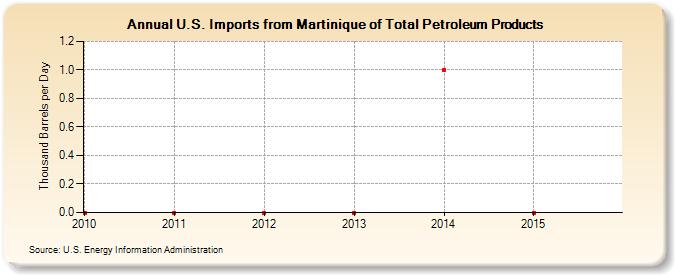 Annual U.S. Imports from Martinique of Total Petroleum Products
Thousand Barrels per Day
1.2
1.0
0.8
0.6
0.4
0.2
0.0
2010 2011 2012 2013 2014 2015
Source: U.S. Energy Information Administration